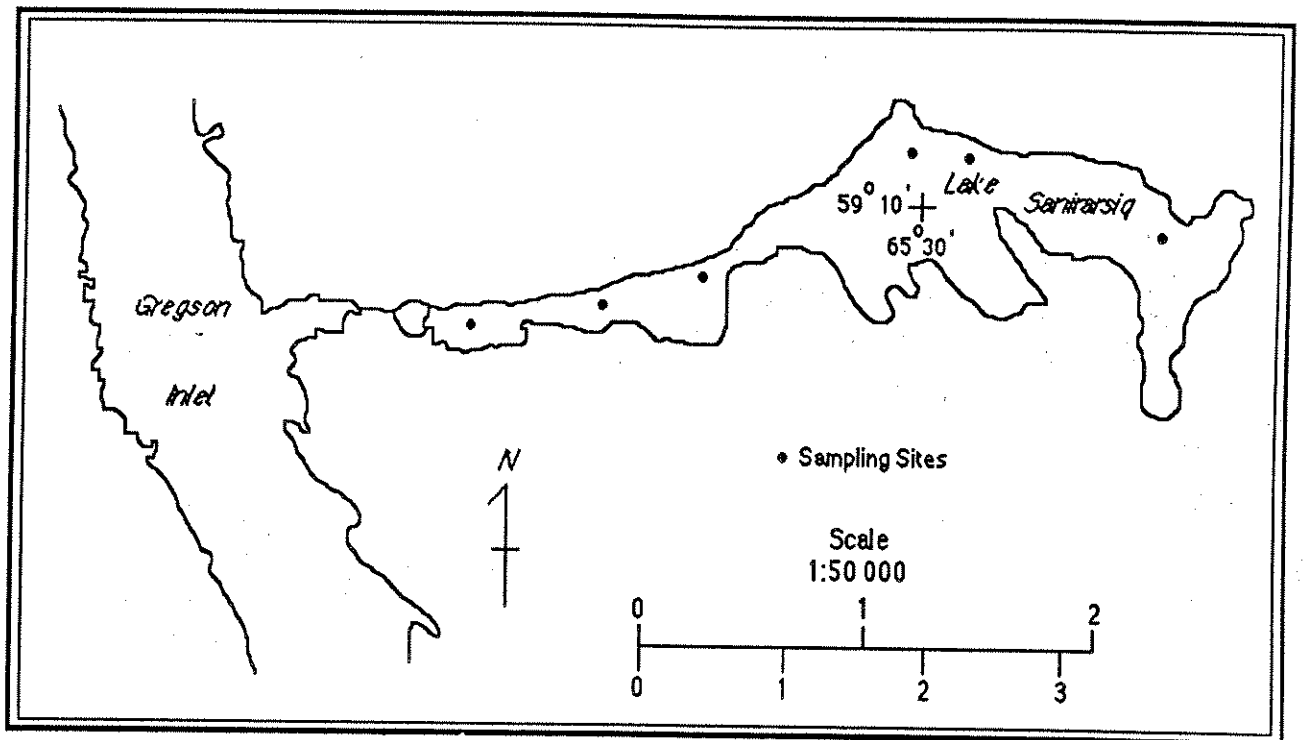 Lake
59° 10'
Sanirarsiq
65° 30'
Gregson
Inlet
N
Sampling Sites
Scale
1:50 000
0 1 2
0 1 2 3